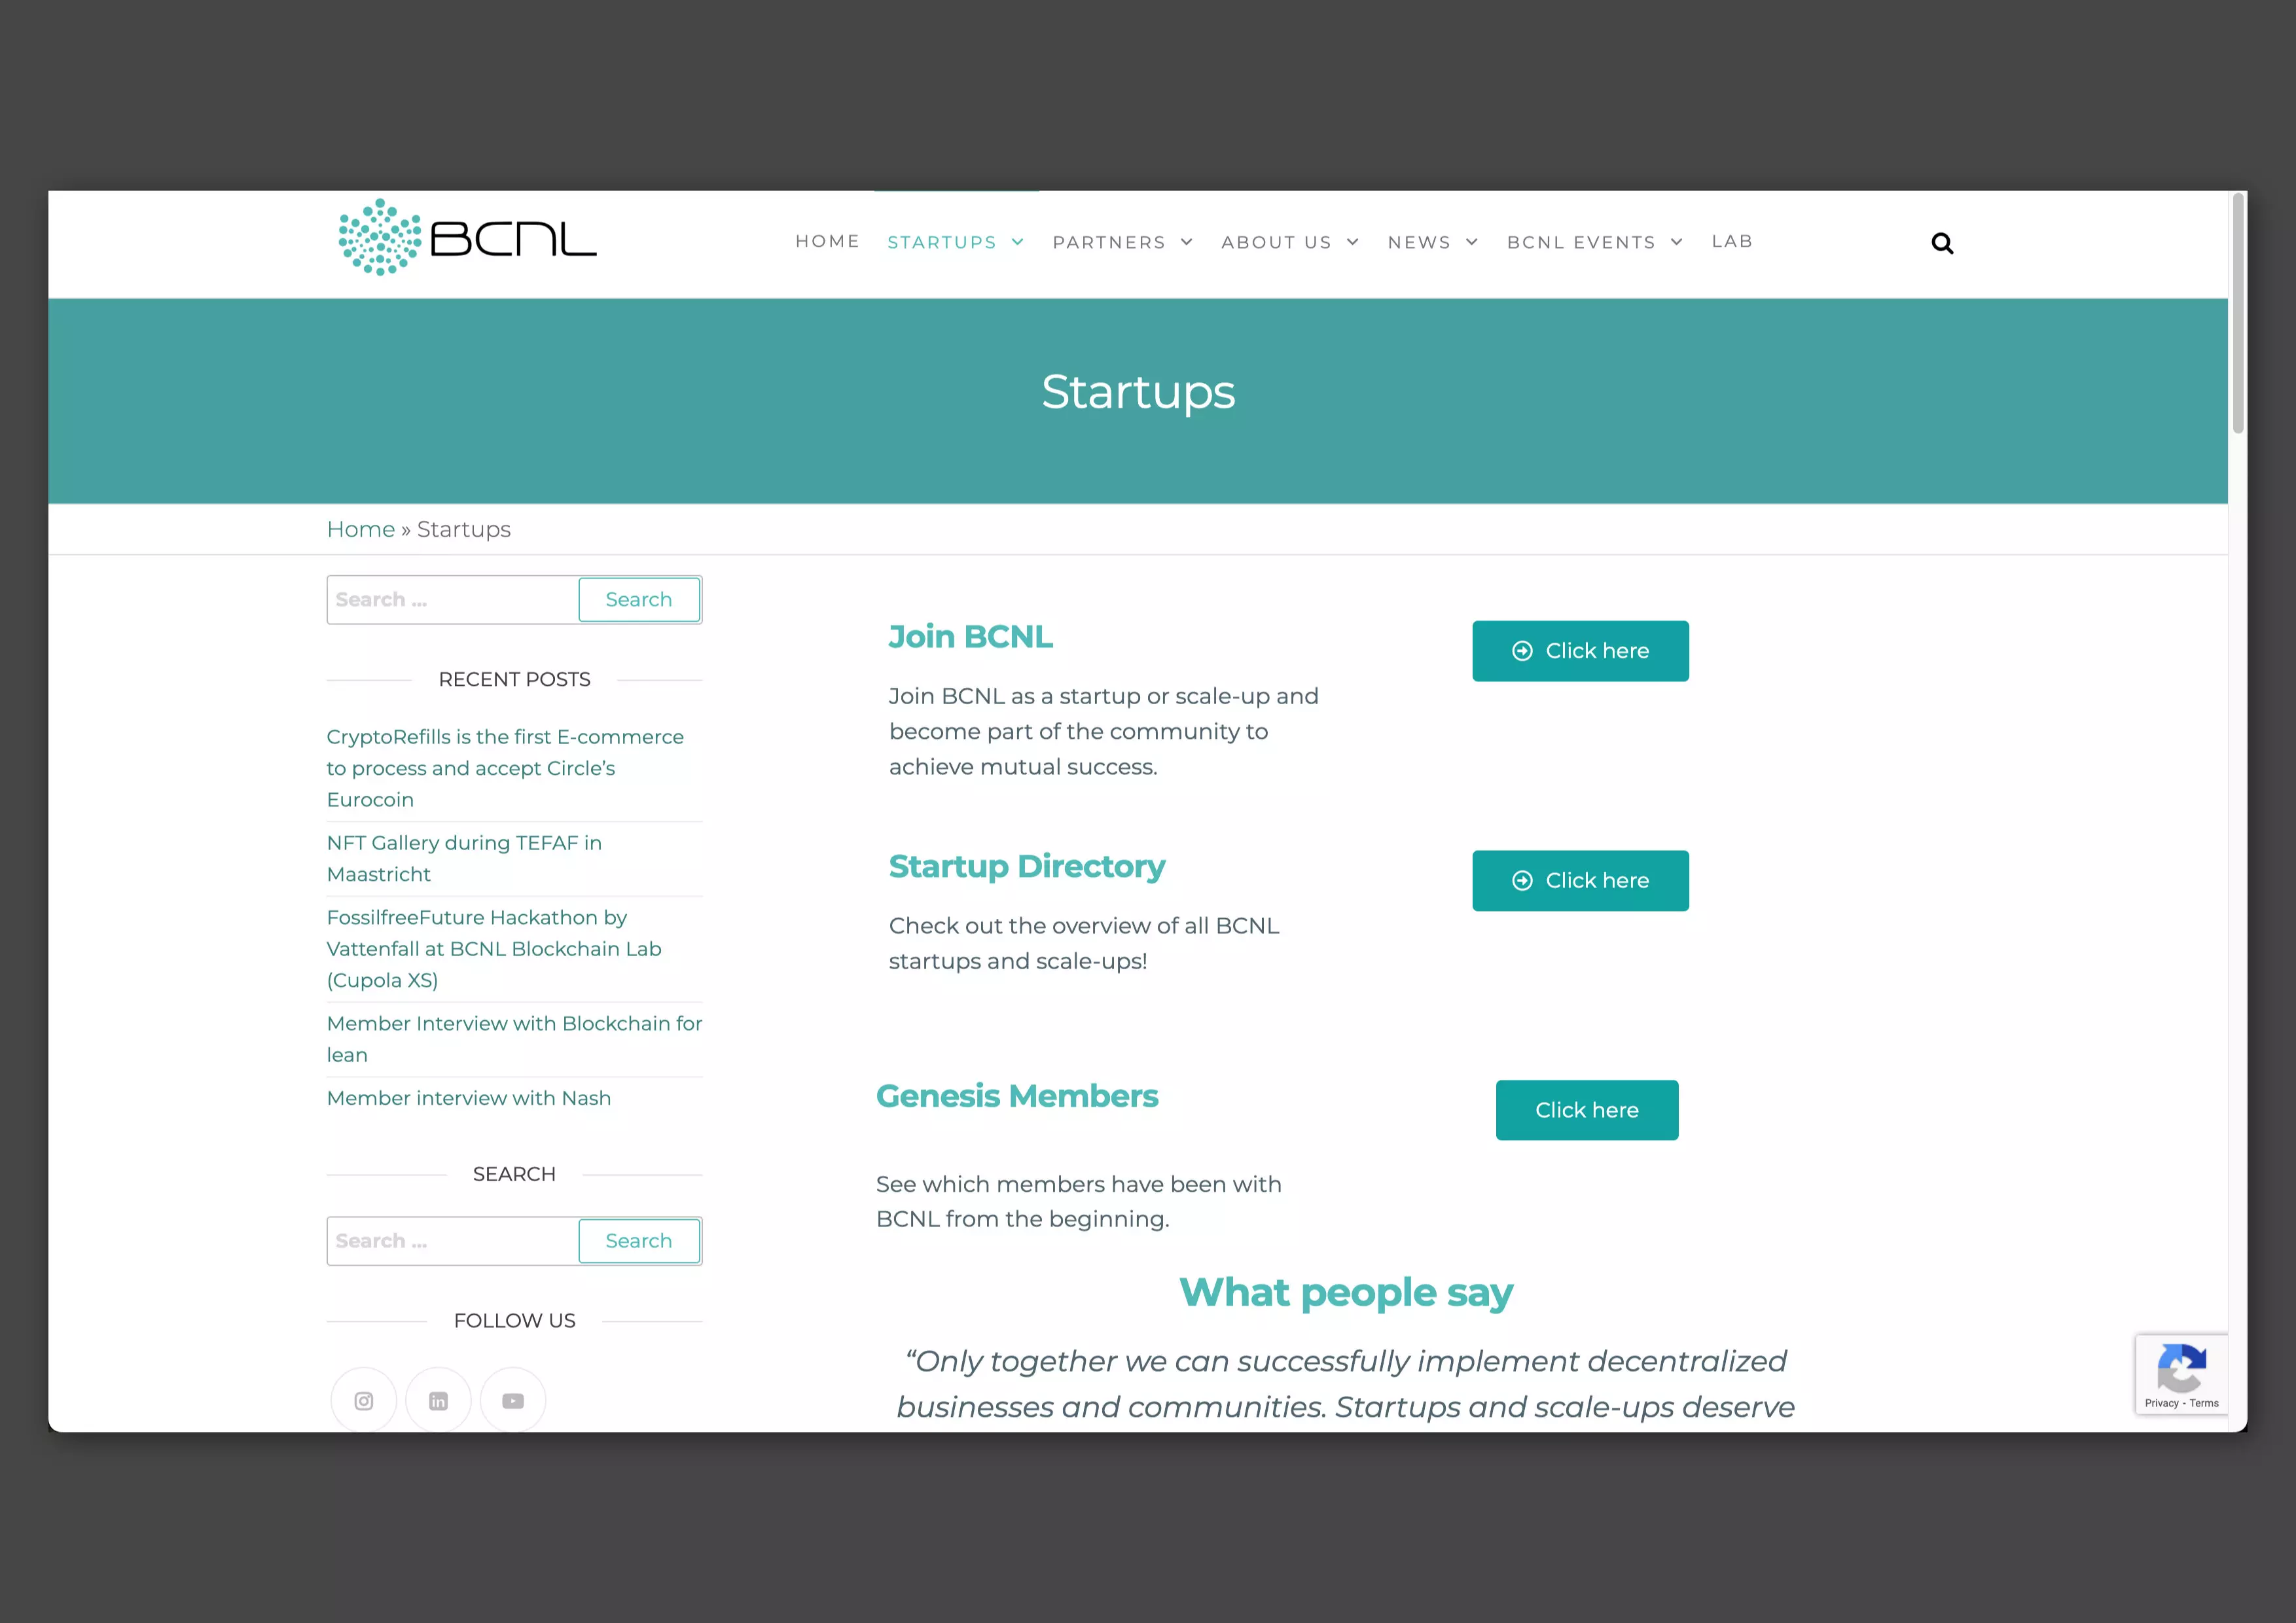 BCNL
HOME STARTUPS PARTNERS ABOUT US NEWS BCNL EVENTS LAB
Startups
Home » Startups
Search ... Search
RECENT POSTS
CryptoRefills is the first E-commerce
to process and accept Circle’s
Eurocoin
NFT Gallery during TEFAF in
Maastricht
FossilfreeFuture Hackathon by
Vattenfall at BCNL Blockchain Lab
(Cupola XS)
Member Interview with Blockchain for
lean
Member interview with Nash
SEARCH
Search ... Search
FOLLOW US
Join BCNL
Click here
Join BCNL as a startup or scale-up and
become part of the community to
achieve mutual success.
Startup Directory
Click here
Check out the overview of all BCNL
startups and scale-ups!
Genesis Members
Click here
See which members have been with
BCNL from the beginning.
What people say
“Only together we can successfully implement decentralized
businesses and communities. Startups and scale-ups deserve
Privacy - Terms